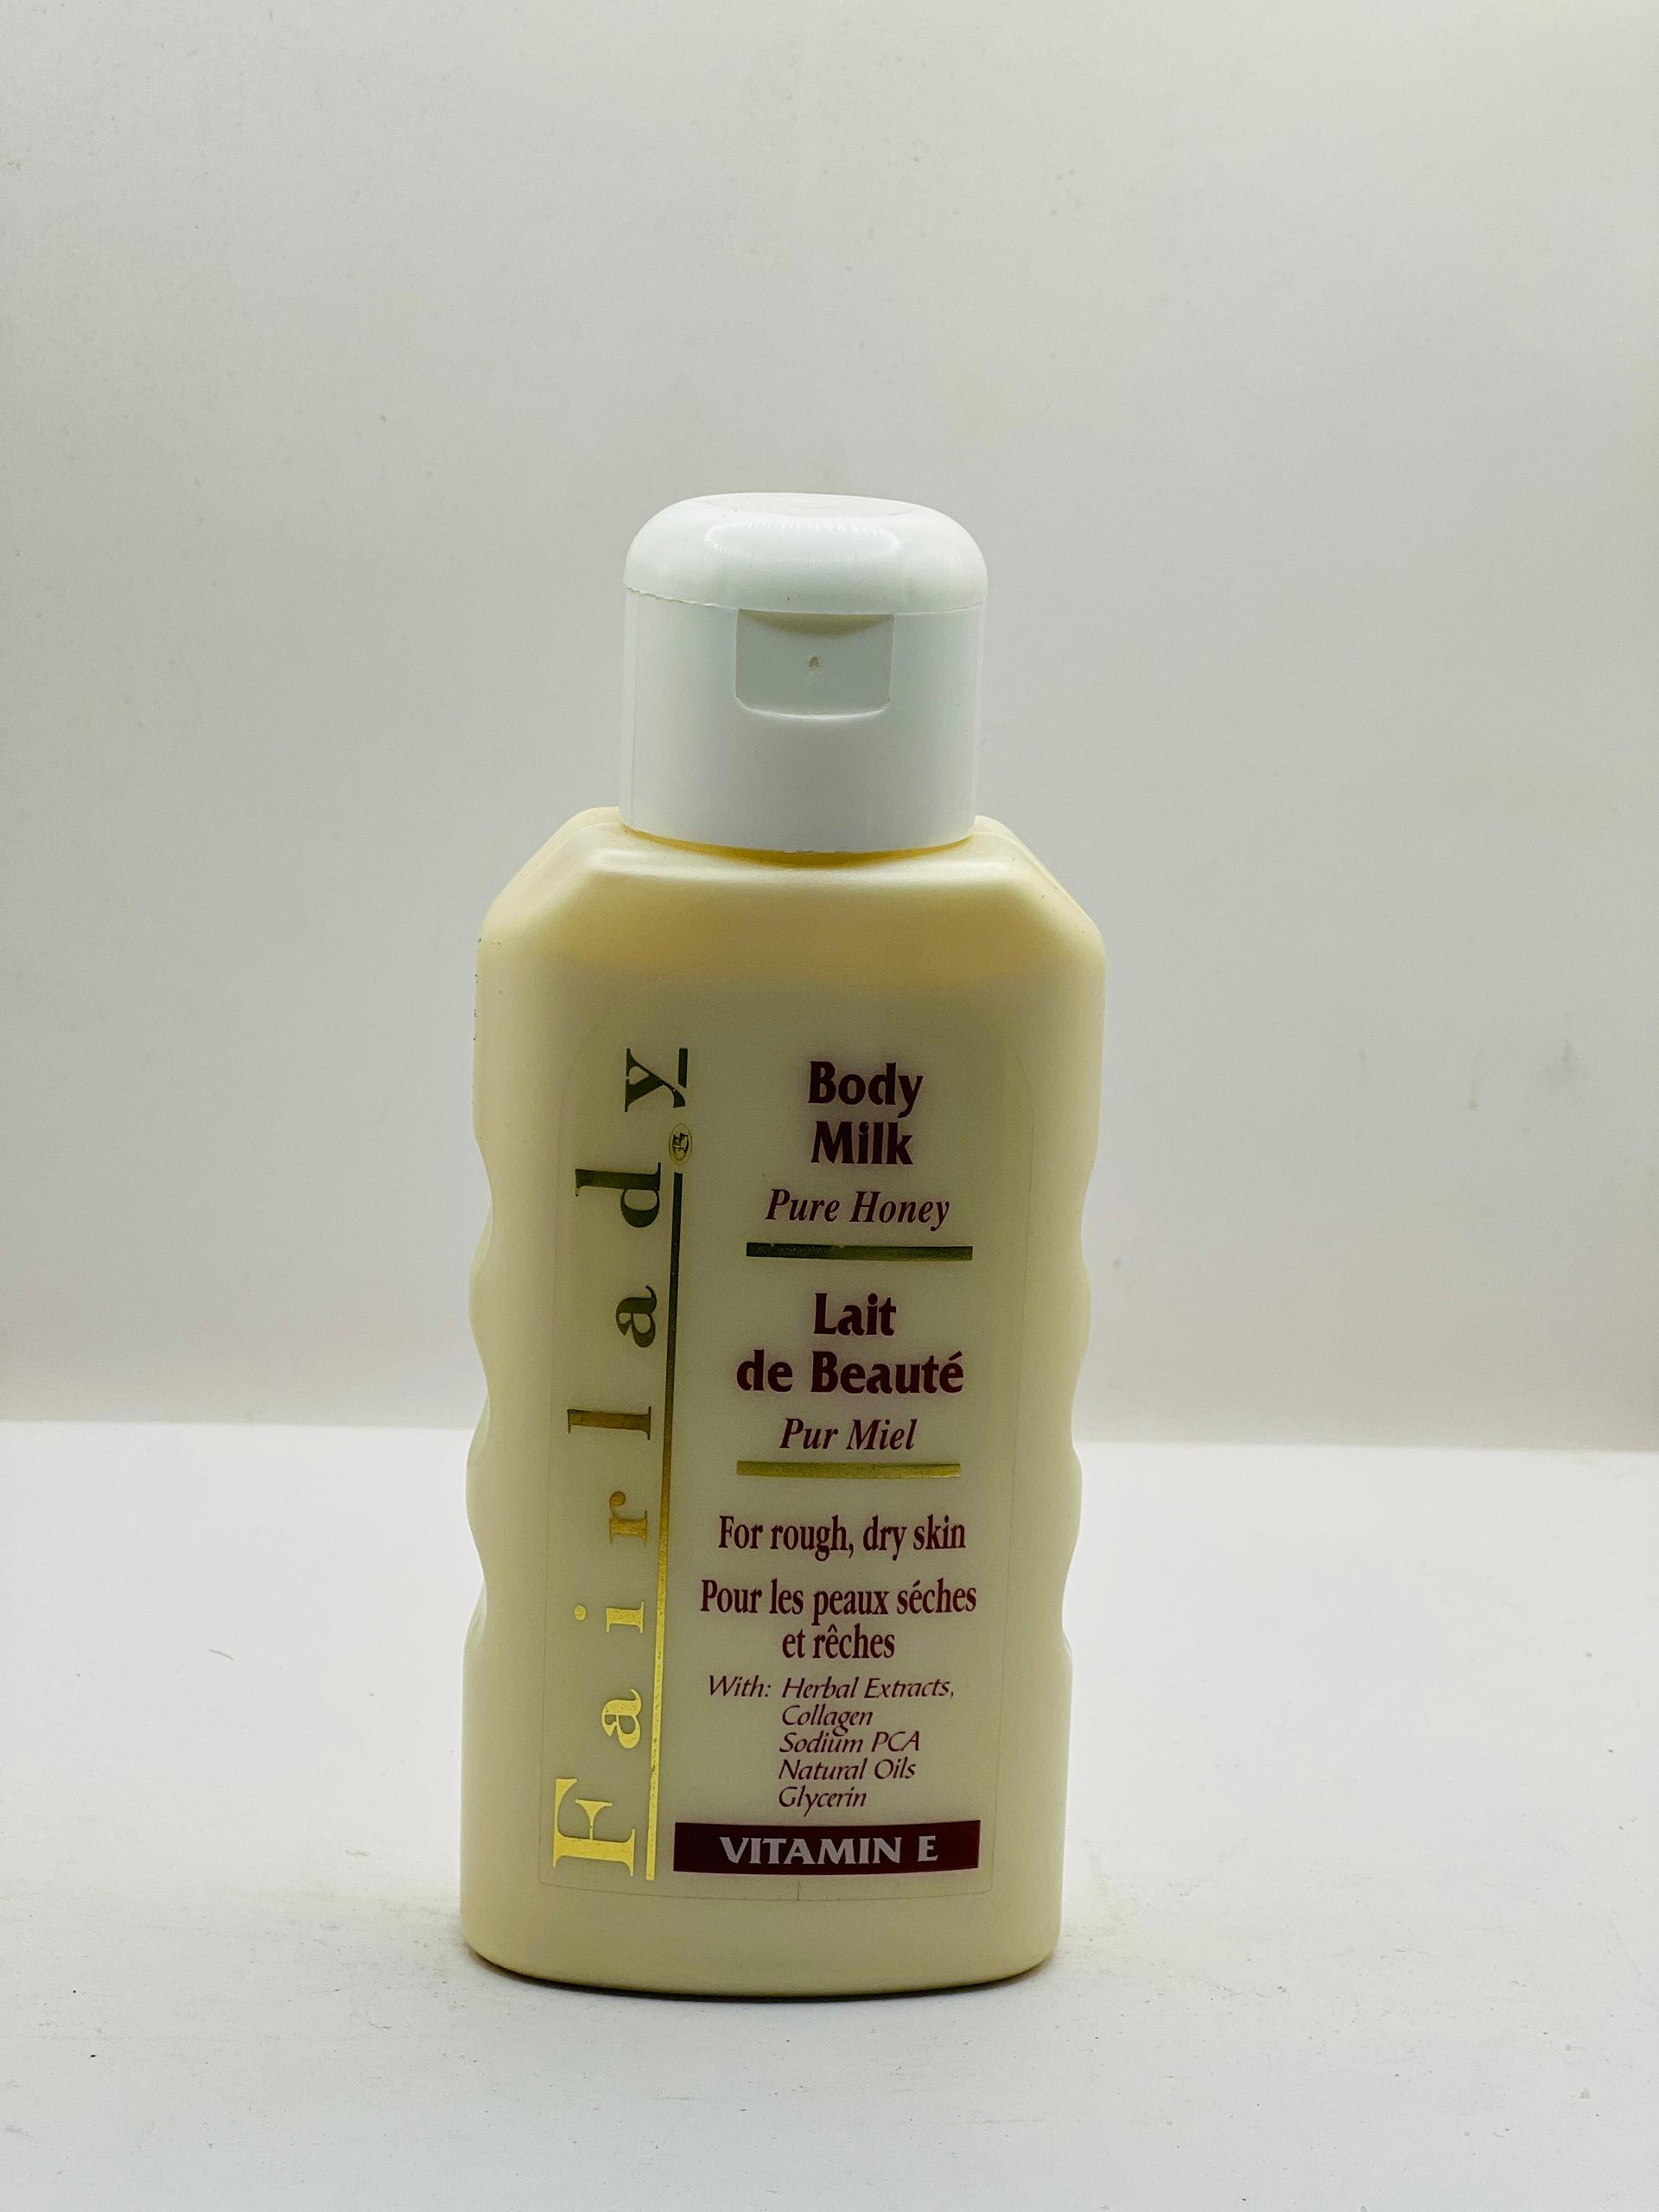 Fairlady
Body
Milk
Pure Honey
Lait
de Beauté
Pur Miel
For rough, dry skin
Pour les peaux séches
et rêches
With: Herbal Extracts,
Collagen
Sodium PCA
Natural Oils
Glycerin
VITAMIN E